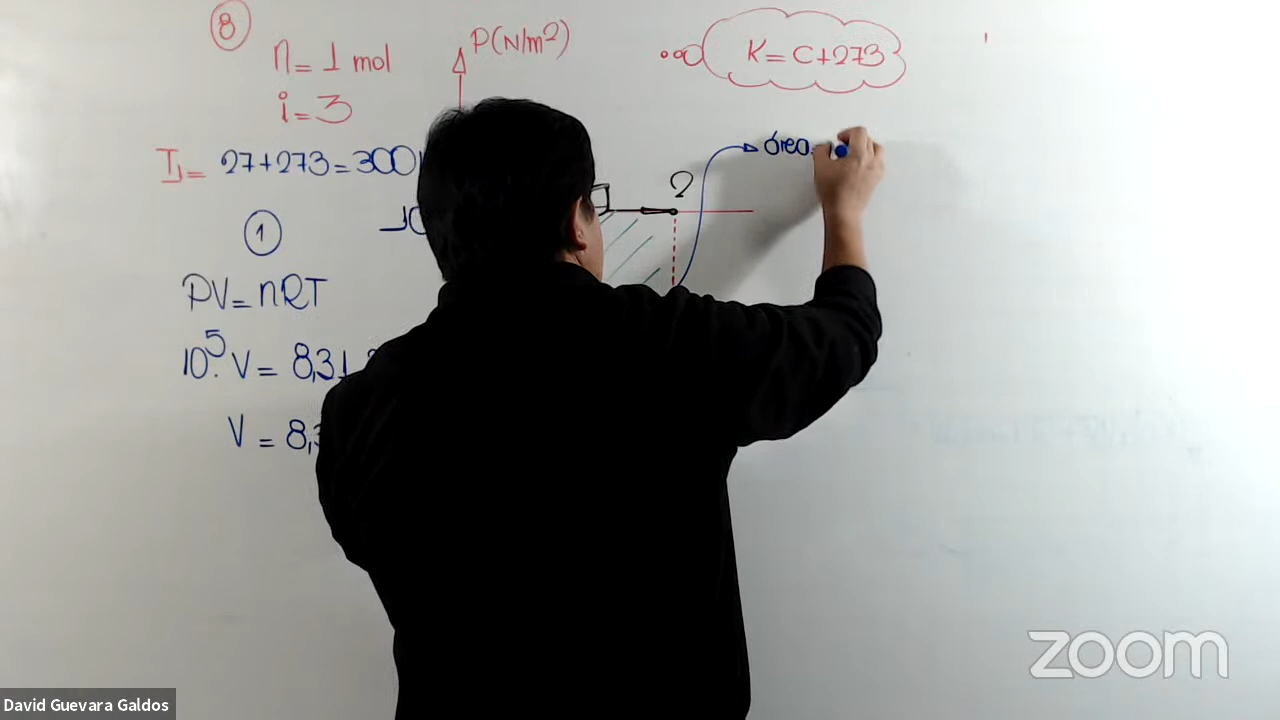 8
n = 1 mol
i = 3
P(N/m²)
K = C + 273
T₁ = 27 + 273 = 300
área
2
1
PV = nRT
10⁵. V = 8,31
V = 8,3
zoom
David Guevara Galdos